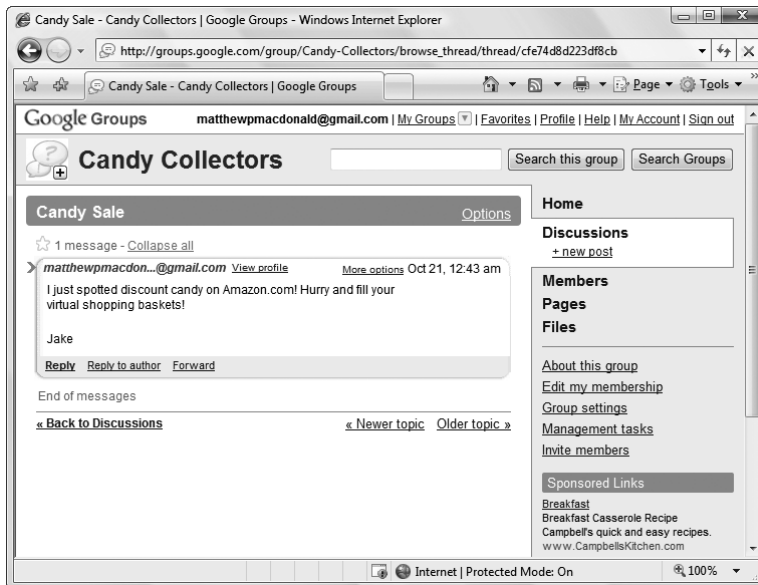 Candy Sale - Candy Collectors | Google Groups - Windows Internet Explorer
http://groups.google.com/group/Candy-Collectors/browse_thread/thread/cfe74d8d223df8cb
Candy Sale - Candy Collectors | Google Groups
Page
Tools
Google Groups
matthewpmacdonald@gmail.com | My Groups | Favorites | Profile | Help | My Account | Sign out
Candy Collectors
Search this group
Search Groups
Candy Sale
Options
1 message - Collapse all
matthewpmacdon...@gmail.com View profile
More options Oct 21, 12:43 am
I just spotted discount candy on Amazon.com! Hurry and fill your
virtual shopping baskets!
Jake
Reply Reply to author Forward
End of messages
« Back to Discussions
« Newer topic Older topic »
Home
Discussions
+ new post
Members
Pages
Files
About this group
Edit my membership
Group settings
Management tasks
Invite members
Sponsored Links
Breakfast
Breakfast Casserole Recipe
Campbell's quick and easy recipes.
www.CampbellsKitchen.com
Internet | Protected Mode: On
100%